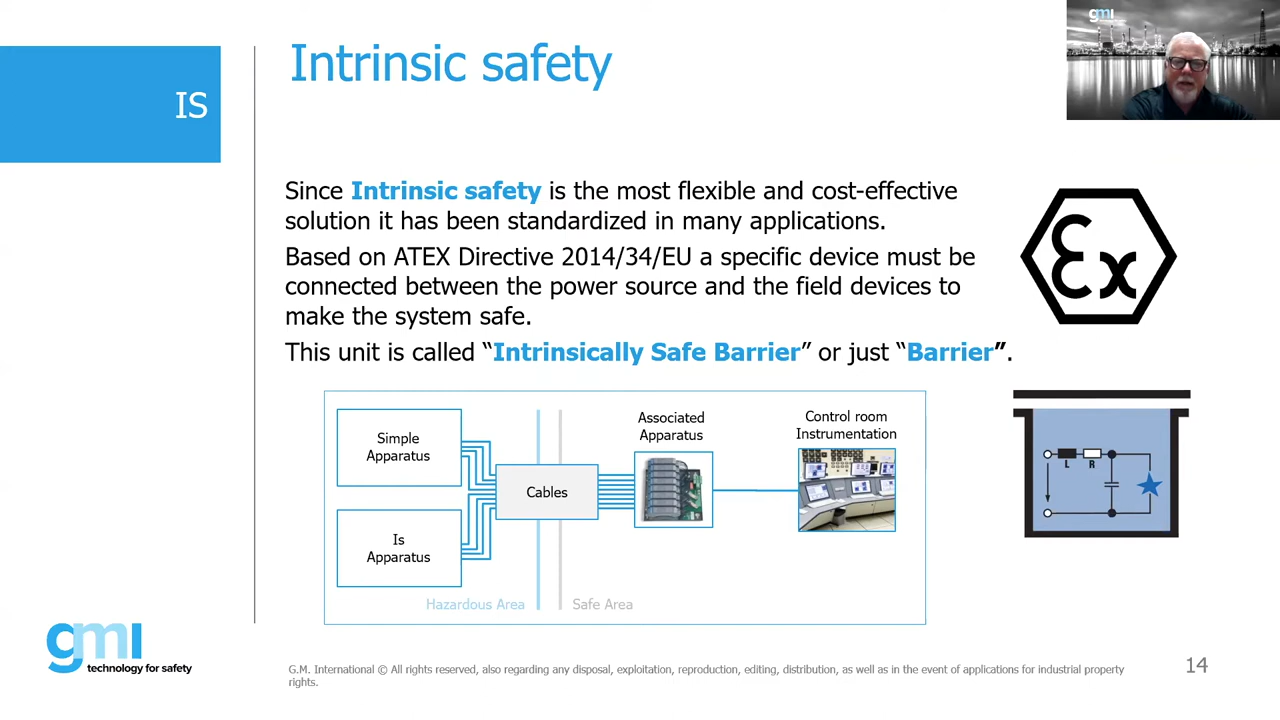 Intrinsic safety
gmi
IS
Since Intrinsic safety is the most flexible and cost-effective
solution it has been standardized in many applications.
Based on ATEX Directive 2014/34/EU a specific device must be
connected between the power source and the field devices to
make the system safe.
This unit is called “Intrinsically Safe Barrier” or just “Barrier”.
Ex
Simple
Apparatus
Is
Apparatus
Cables
Associated
Apparatus
Control room
Instrumentation
Hazardous Area
Safe Area
L
R
gmi
technology for safety
G.M. International © All rights reserved, also regarding any disposal, exploitation, reproduction, editing, distribution, as well as in the event of applications for industrial property
rights.
14